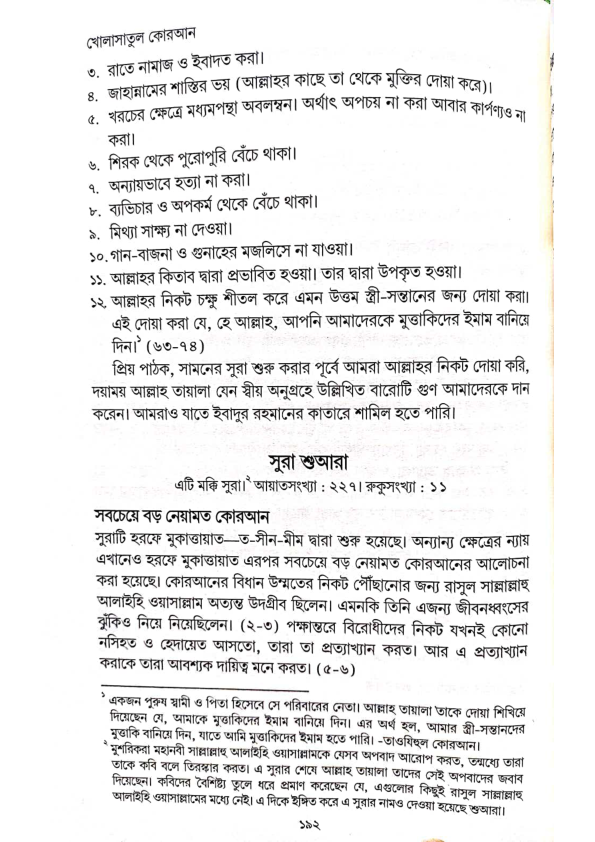 খোলাসাতুল কোরআন
৩. রাতে নামাজ ও ইবাদত করা।
৪. জাহান্নামের শাস্তির ভয় (আল্লাহর কাছে তা থেকে মুক্তির দোয়া করে)।
৫. খরচের ক্ষেত্রে মধ্যমপন্থা অবলম্বন। অর্থাৎ অপচয় না করা আবার কার্পণ্যও না
করা।
৬. শিরক থেকে পুরোপুরি বেঁচে থাকা।
৭. অন্যায়ভাবে হত্যা না করা।
৮. ব্যভিচার ও অপকর্ম থেকে বেঁচে থাকা।
৯. মিথ্যা সাক্ষ্য না দেওয়া।
১০. গান-বাজনা ও গুনাহের মজলিসে না যাওয়া।
১১. আল্লাহর কিতাব দ্বারা প্রভাবিত হওয়া। তার দ্বারা উপকৃত হওয়া।
১২. আল্লাহর নিকট চক্ষু শীতল করে এমন উত্তম স্ত্রী-সন্তানের জন্য দোয়া করা।
এই দোয়া করা যে, হে আল্লাহ, আপনি আমাদেরকে মুত্তাকিদের ইমাম বানিয়ে
দিন।¹ (৬৩-৭৪)
প্রিয় পাঠক, সামনের সুরা শুরু করার পূর্বে আমরা আল্লাহর নিকট দোয়া করি,
দয়াময় আল্লাহ তায়ালা যেন স্বীয় অনুগ্রহে উল্লিখিত বারোটি গুণ আমাদেরকে দান
করেন। আমরাও যাতে ইবাদুর রহমানের কাতারে শামিল হতে পারি।
সুরা শুআরা
এটি মক্কি সুরা।² আয়াতসংখ্যা : ২২৭। রুকুসংখ্যা : ১১
সবচেয়ে বড় নেয়ামত কোরআন
সুরাটি হরফে মুকাত্তায়াত—ত-সীন-মীম দ্বারা শুরু হয়েছে। অন্যান্য ক্ষেত্রের ন্যায়
এখানেও হরফে মুকাত্তায়াত এরপর সবচেয়ে বড় নেয়ামত কোরআনের আলোচনা
করা হয়েছে। কোরআনের বিধান উম্মতের নিকট পৌঁছানোর জন্য রাসুল সাল্লাল্লাহু
আলাইহি ওয়াসাল্লাম অত্যন্ত উদগ্রীব ছিলেন। এমনকি তিনি এজন্য জীবনধ্বংসের
ঝুঁকিও নিয়ে নিয়েছিলেন। (২-৩) পক্ষান্তরে বিরোধীদের নিকট যখনই কোনো
নসিহত ও হেদায়েত আসতো, তারা তা প্রত্যাখ্যান করত। আর এ প্রত্যাখ্যান
করাকে তারা আবশ্যক দায়িত্ব মনে করত। (৫-৬)
¹ একজন পুরুষ স্বামী ও পিতা হিসেবে সে পরিবারের নেতা। আল্লাহ তায়ালা তাকে দোয়া শিখিয়ে
দিয়েছেন যে, আমাকে মুত্তাকিদের ইমাম বানিয়ে দিন। এর অর্থ হল, আমার স্ত্রী-সন্তানদের
মুত্তাকি বানিয়ে দিন, যাতে আমি মুত্তাকিদের ইমাম হতে পারি। -তাওযিহুল কোরআন।
² মুশরিকরা মহানবী সাল্লাল্লাহু আলাইহি ওয়াসাল্লামকে যেসব অপবাদ আরোপ করত, তন্মধ্যে তারা
তাকে কবি বলে তিরস্কার করত। এ সুরার শেষে আল্লাহ তায়ালা তাদের সেই অপবাদের জবাব
দিয়েছেন। কবিদের বৈশিষ্ট্য তুলে ধরে প্রমাণ করেছেন যে, এগুলোর কিছুই রাসুল সাল্লাল্লাহু
আলাইহি ওয়াসাল্লামের মধ্যে নেই। এ দিকে ইঙ্গিত করে এ সুরার নামও দেওয়া হয়েছে শুআরা।
১৯২